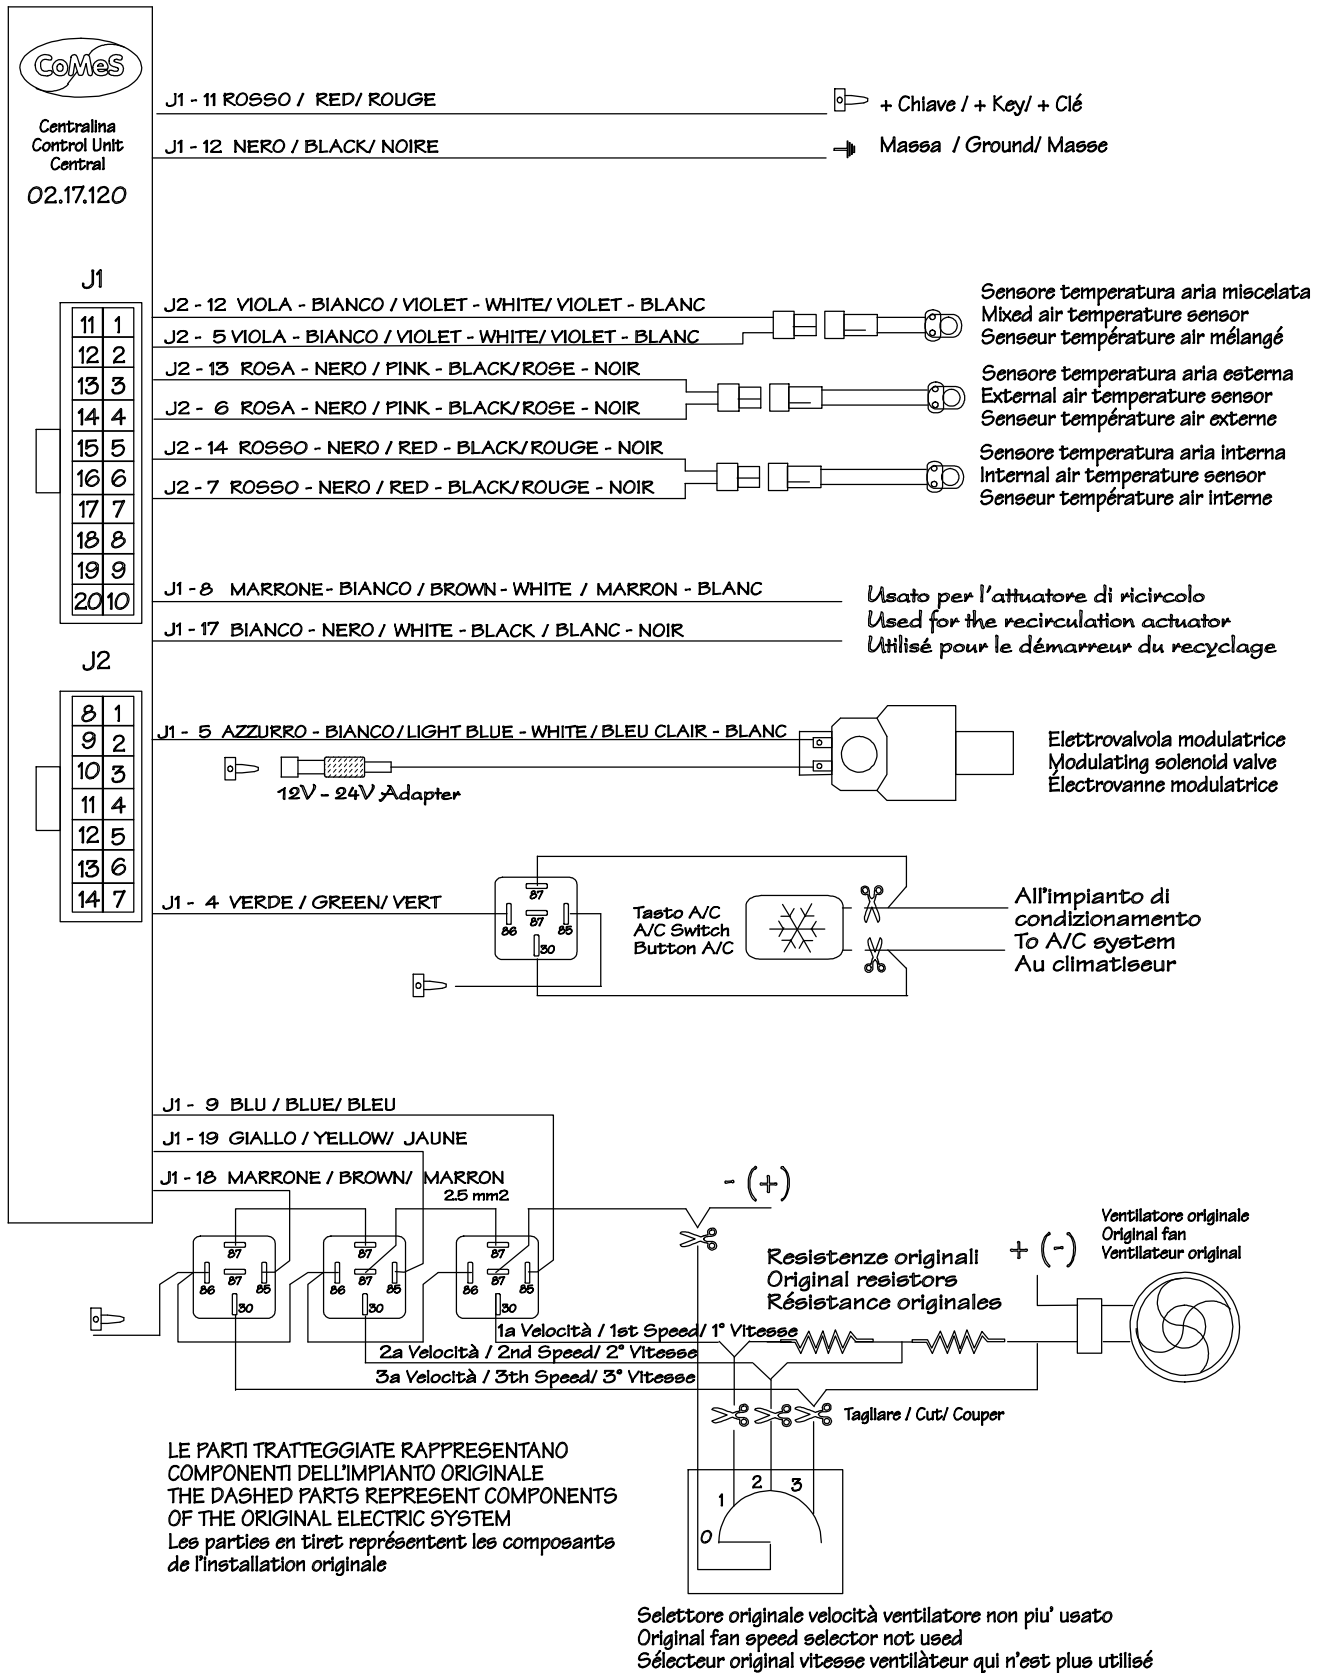 CoMeS
Centralina
Control Unit
Central
02.17.120
J1 - 11 ROSSO / RED/ ROUGE
+ Chiave / + Key/ + Clé
J1 - 12 NERO / BLACK/ NOIRE
Massa / Ground/ Masse
J1
11 1
12 2
13 3
14 4
15 5
16 6
17 7
18 8
19 9
20 10
J2 - 12 VIOLA - BIANCO / VIOLET - WHITE/ VIOLET - BLANC
J2 - 5 VIOLA - BIANCO / VIOLET - WHITE/ VIOLET - BLANC
Sensore temperatura aria miscelata
Mixed air temperature sensor
Senseur température air mélangé
J2 - 13 ROSA - NERO / PINK - BLACK/ ROSE - NOIR
J2 - 6 ROSA - NERO / PINK - BLACK/ ROSE - NOIR
Sensore temperatura aria esterna
External air temperature sensor
Senseur température air externe
J2 - 14 ROSSO - NERO / RED - BLACK/ ROUGE - NOIR
J2 - 7 ROSSO - NERO / RED - BLACK/ ROUGE - NOIR
Sensore temperatura aria interna
Internal air temperature sensor
Senseur température air interne
J1 - 8 MARRONE - BIANCO / BROWN - WHITE / MARRON - BLANC
J1 - 17 BIANCO - NERO / WHITE - BLACK / BLANC - NOIR
Usato per l'attuatore di ricircolo
Used for the recirculation actuator
Utilisé pour le démarreur du recyclage
J2
8 1
9 2
10 3
11 4
12 5
13 6
14 7
J1 - 5 AZZURRO - BIANCO / LIGHT BLUE - WHITE / BLEU CLAIR - BLANC
12V - 24V Adapter
Elettrovalvola modulatrice
Modulating solenoid valve
Électrovanne modulatrice
J1 - 4 VERDE / GREEN/ VERT
87
86 87 85
30
Tasto A/C
A/C Switch
Button A/C
All'impianto di
condizionamento
To A/C system
Au climatiseur
J1 - 9 BLU / BLUE/ BLEU
J1 - 19 GIALLO / YELLOW/ JAUNE
J1 - 18 MARRONE / BROWN/ MARRON
2.5 mm2
87
86 87 85
30
87
86 87 85
30
87
86 87 85
30
- (+)
Resistenze originali
Original resistors
Résistance originales
+ (-)
Ventilatore originale
Original fan
Ventilateur original
1a Velocità / 1st Speed/ 1° Vitesse
2a Velocità / 2nd Speed/ 2° Vitesse
3a Velocità / 3th Speed/ 3° Vitesse
Tagliare / Cut/ Couper
LE PARTI TRATTEGGIATE RAPPRESENTANO
COMPONENTI DELL'IMPIANTO ORIGINALE
THE DASHED PARTS REPRESENT COMPONENTS
OF THE ORIGINAL ELECTRIC SYSTEM
Les parties en tiret représentent les composants
de l'installation originale
0 1 2 3
Selettore originale velocità ventilatore non piu' usato
Original fan speed selector not used
Sélecteur original vitesse ventilàteur qui n'est plus utilisé